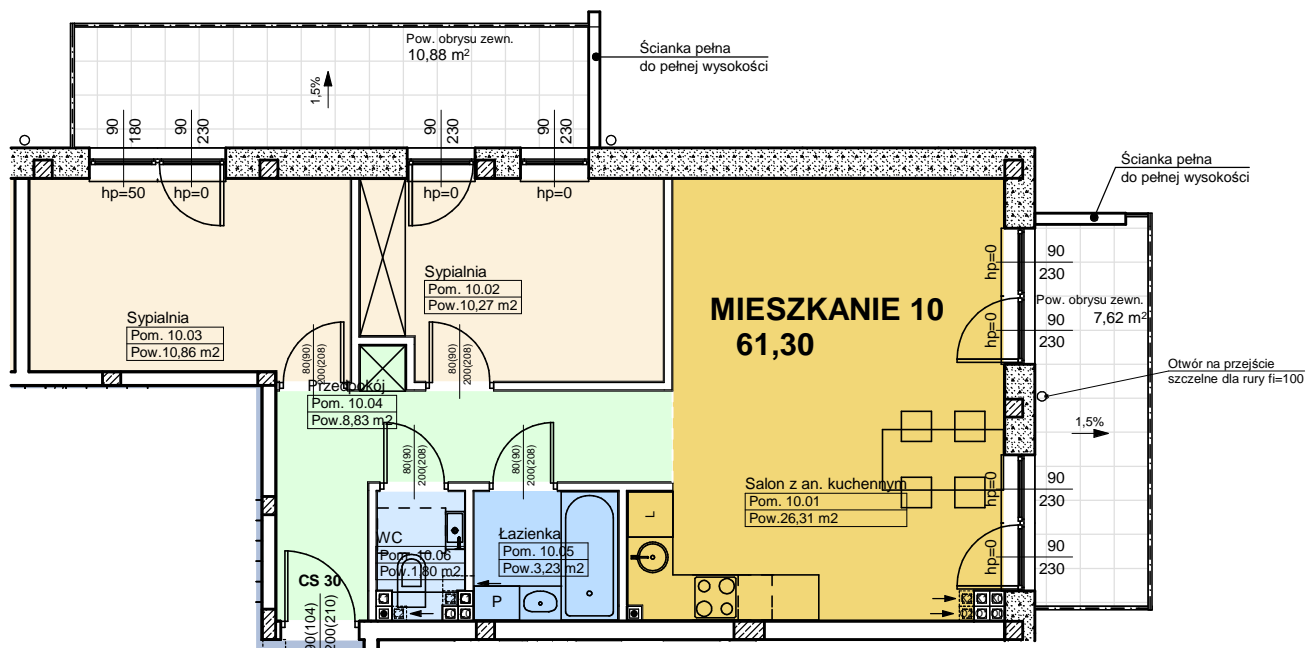 Pow. obrysu zewn.
10,88 m²
Ścianka pełna
do pełnej wysokości
1,5%
90
180
90
230
90
230
90
230
hp=50
hp=0
hp=0
hp=0
Ścianka pełna
do pełnej wysokości
hp=0
90
230
Sypialnia
Pom. 10.02
Pow.10,27 m2
MIESZKANIE 10
61,30
Pow. obrysu zewn.
7,62 m²
hp=0
90
230
Sypialnia
Pom. 10.03
Pow.10,86 m2
80(90)
200(208)
80(90)
200(208)
Otwór na przejście
szczelne dla rury fi=100
Przedpokój
Pom. 10.04
Pow.8,83 m2
1,5%
80(90)
200(208)
80(90)
200(208)
Salon z an. kuchennym
Pom. 10.01
Pow.26,31 m2
hp=0
90
230
L
WC
Pom. 10.06
Pow.1,80 m2
Łazienka
Pom. 10.05
Pow.3,23 m2
hp=0
90
230
CS 30
P
90(104)
200(210)